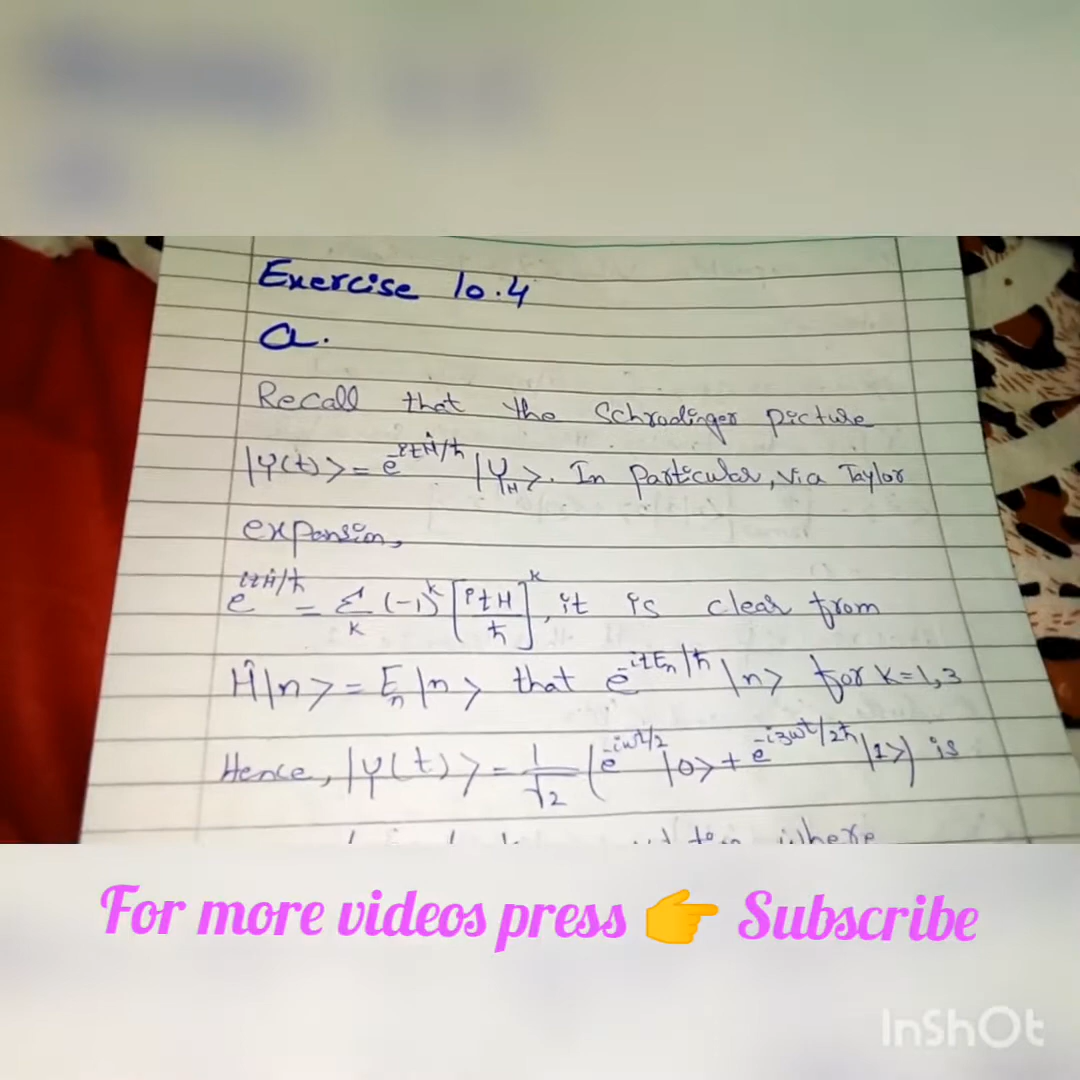 Exercise 10.4
a.
Recall that the Schrodinger picture
|Ψ(t)> = e^-itĤ/ħ |Ψ_H>. In particular, via Taylor
expansion,
e^itĤ/ħ = Σ_k (-1)^k [itH/ħ]^k, it is clear from
Ĥ|n> = E_n|n> that e^-itE_n/ħ |n> for k=1,3
Hence, |Ψ(t)> = 1/√2 (e^-iωt/2 |0> + e^-i3ωt/2ħ |1>) is
where
For more videos press 👉 Subscribe
InShOt